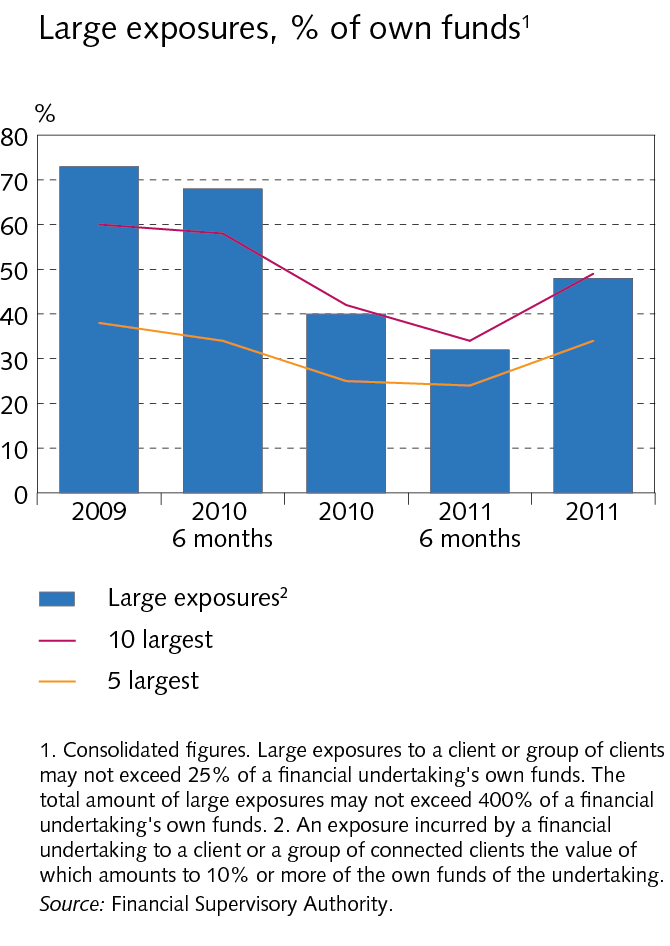 Large exposures, % of own funds¹
%
80
70
60
50
40
30
20
10
0
2009 2010 2010 2011 2011
6 months 6 months
Large exposures²
10 largest
5 largest
1. Consolidated figures. Large exposures to a client or group of clients
may not exceed 25% of a financial undertaking's own funds. The
total amount of large exposures may not exceed 400% of a financial
undertaking's own funds. 2. An exposure incurred by a financial
undertaking to a client or a group of connected clients the value of
which amounts to 10% or more of the own funds of the undertaking.
Source: Financial Supervisory Authority.